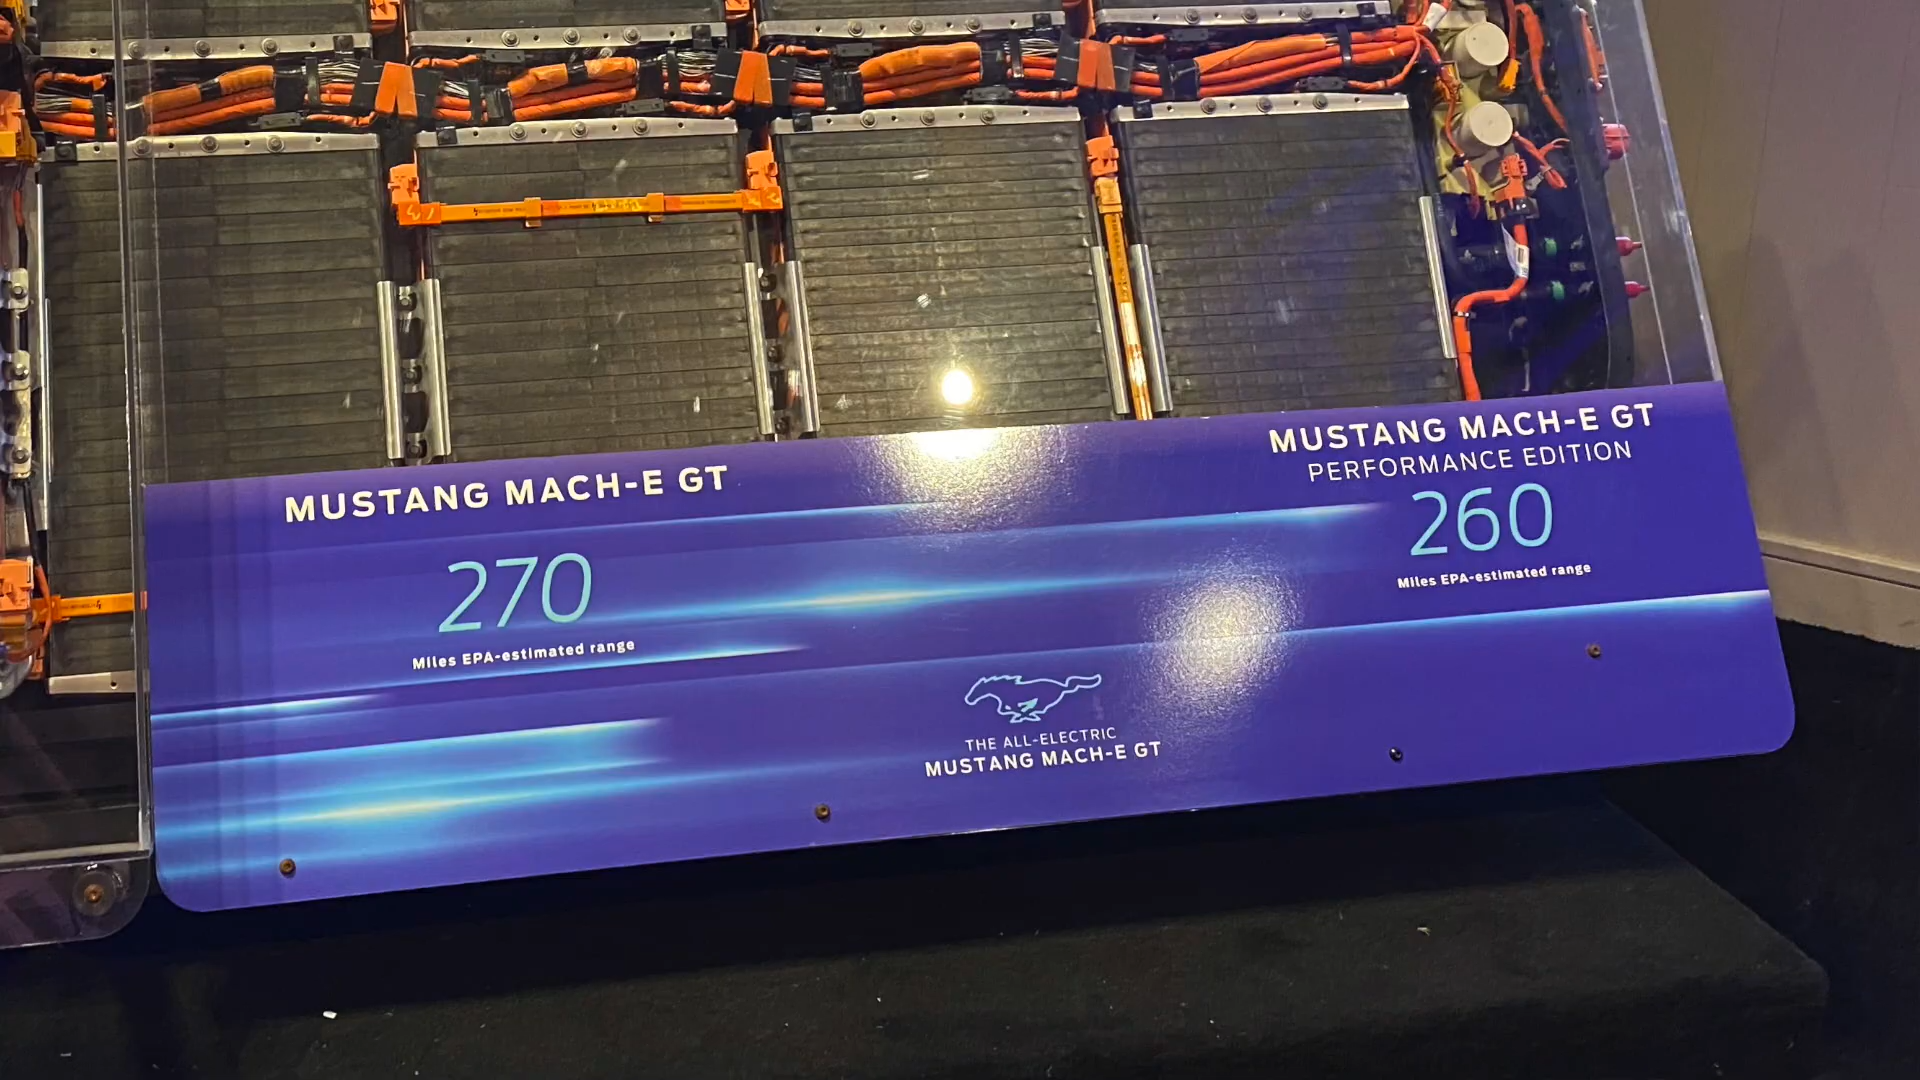 MUSTANG MACH-E GT
270
Miles EPA-estimated range
MUSTANG MACH-E GT
PERFORMANCE EDITION
260
Miles EPA-estimated range
THE ALL-ELECTRIC
MUSTANG MACH-E GT